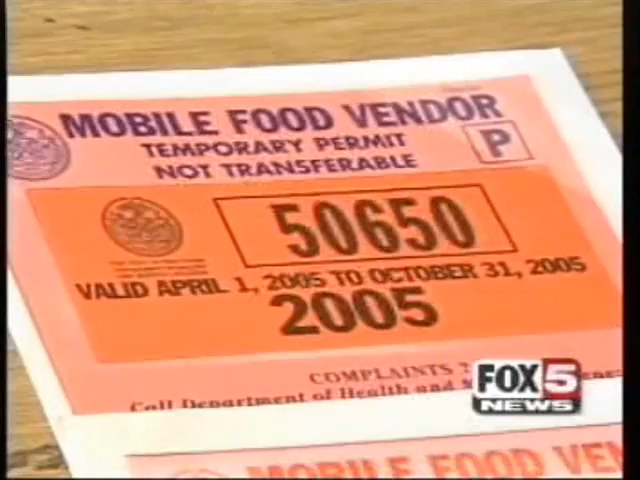 MOBILE FOOD VENDOR
TEMPORARY PERMIT
P
NOT TRANSFERABLE
50650
VALID APRIL 1, 2005 TO OCTOBER 31, 2005
2005
COMPLAINTS ?
Call Department of Health and
FOX 5
NEWS
MOBILE FOOD VEN